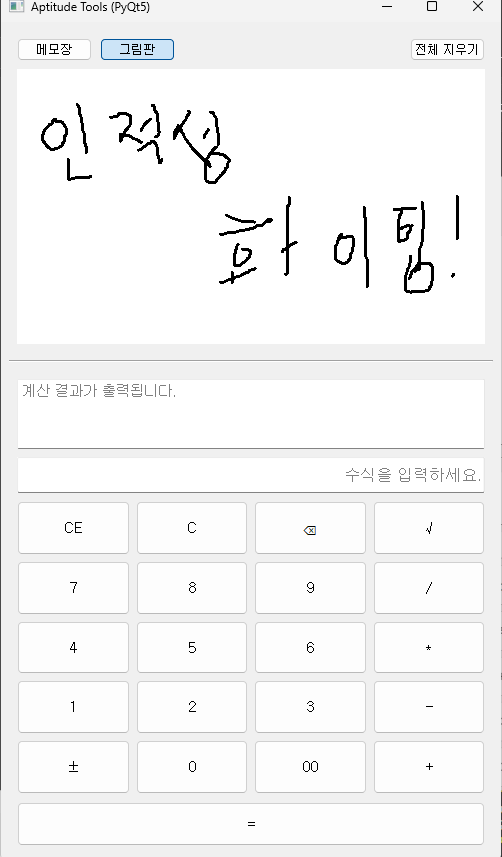 Aptitude Tools (PyQt5)
메모장 그림판 전체 지우기
인적성
화이팀!
계산 결과가 출력됩니다.
수식을 입력하세요.
CE C √
7 8 9 /
4 5 6 *
1 2 3 -
± 0 00 +
=